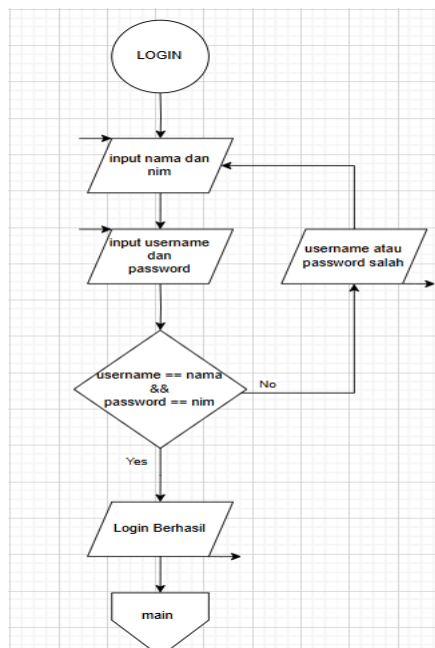 LOGIN
input nama dan
nim
input username
dan
password
username atau
password salah
username == nama
&&
password == nim
No
Yes
Login Berhasil
main